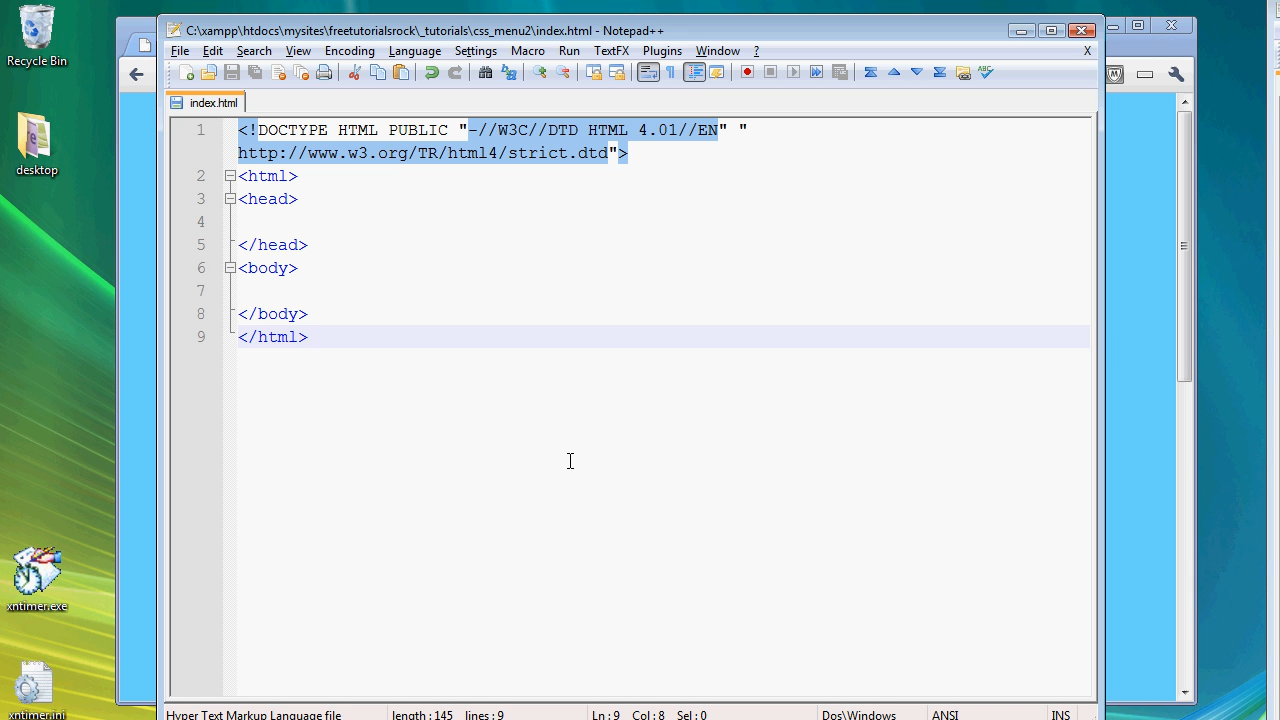 Recycle Bin
desktop
xntimer.exe
xntimer.ini
C:\xampp\htdocs\mysites\freetutorialstick\_tutorials\css_menu2\index.html - Notepad++
File Edit Search View Encoding Language Settings Macro Run TextFX Plugins Window ? X
index.html
1 <!DOCTYPE HTML PUBLIC "-//W3C//DTD HTML 4.01//EN" "
http://www.w3.org/TR/html4/strict.dtd">
2 <html>
3 <head>
4
5 </head>
6 <body>
7
8 </body>
9 </html>
Hyper Text Markup Language file length : 145 lines : 9 Ln : 9 Col : 8 Sel : 0 Dos\Windows ANSI INS